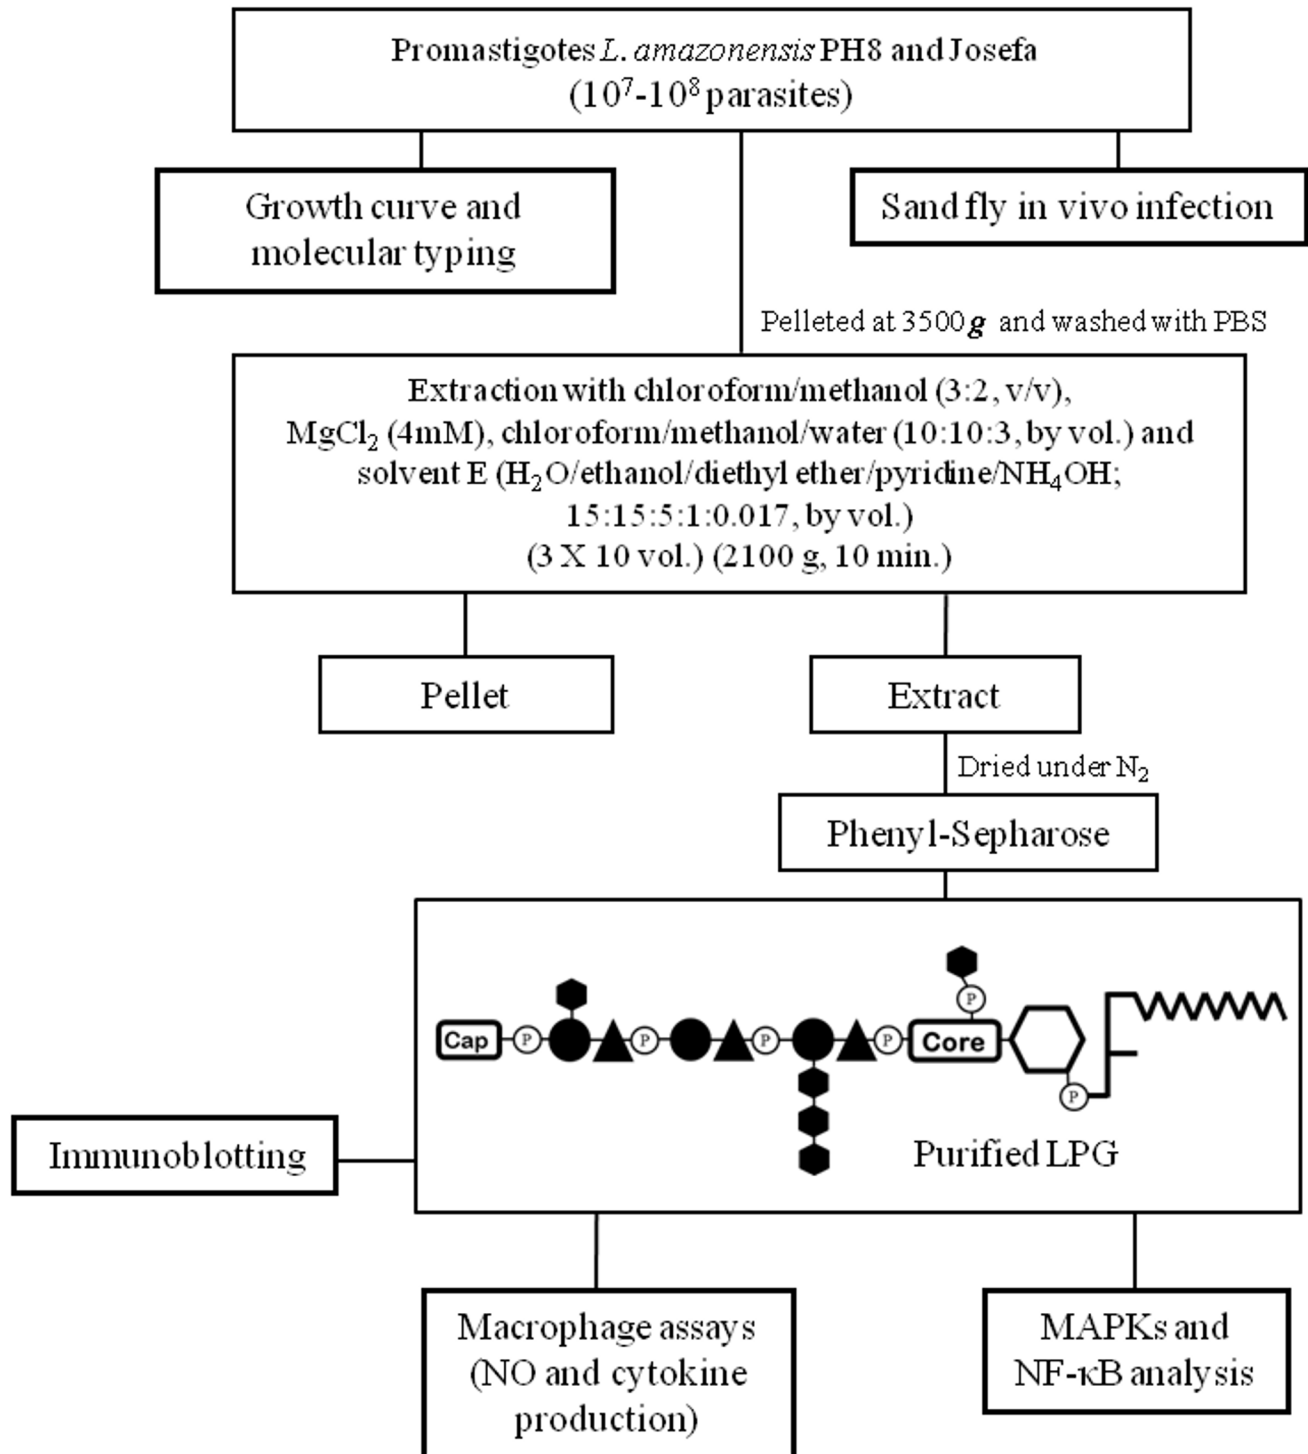 Promastigotes L. amazonensis PH8 and Josefa
(10⁷-10⁸ parasites)
Growth curve and
molecular typing
Sand fly in vivo infection
Pelleted at 3500 g and washed with PBS
Extraction with chloroform/methanol (3:2, v/v),
MgCl₂ (4mM), chloroform/methanol/water (10:10:3, by vol.) and
solvent E (H₂O/ethanol/diethyl ether/pyridine/NH₄OH;
15:15:5:1:0.017, by vol.)
(3 X 10 vol.) (2100 g, 10 min.)
Pellet
Extract
Dried under N₂
Phenyl-Sepharose
P
Cap P P P P Core
P
Purified LPG
Immunoblotting
Macrophage assays
(NO and cytokine
production)
MAPKs and
NF-κB analysis